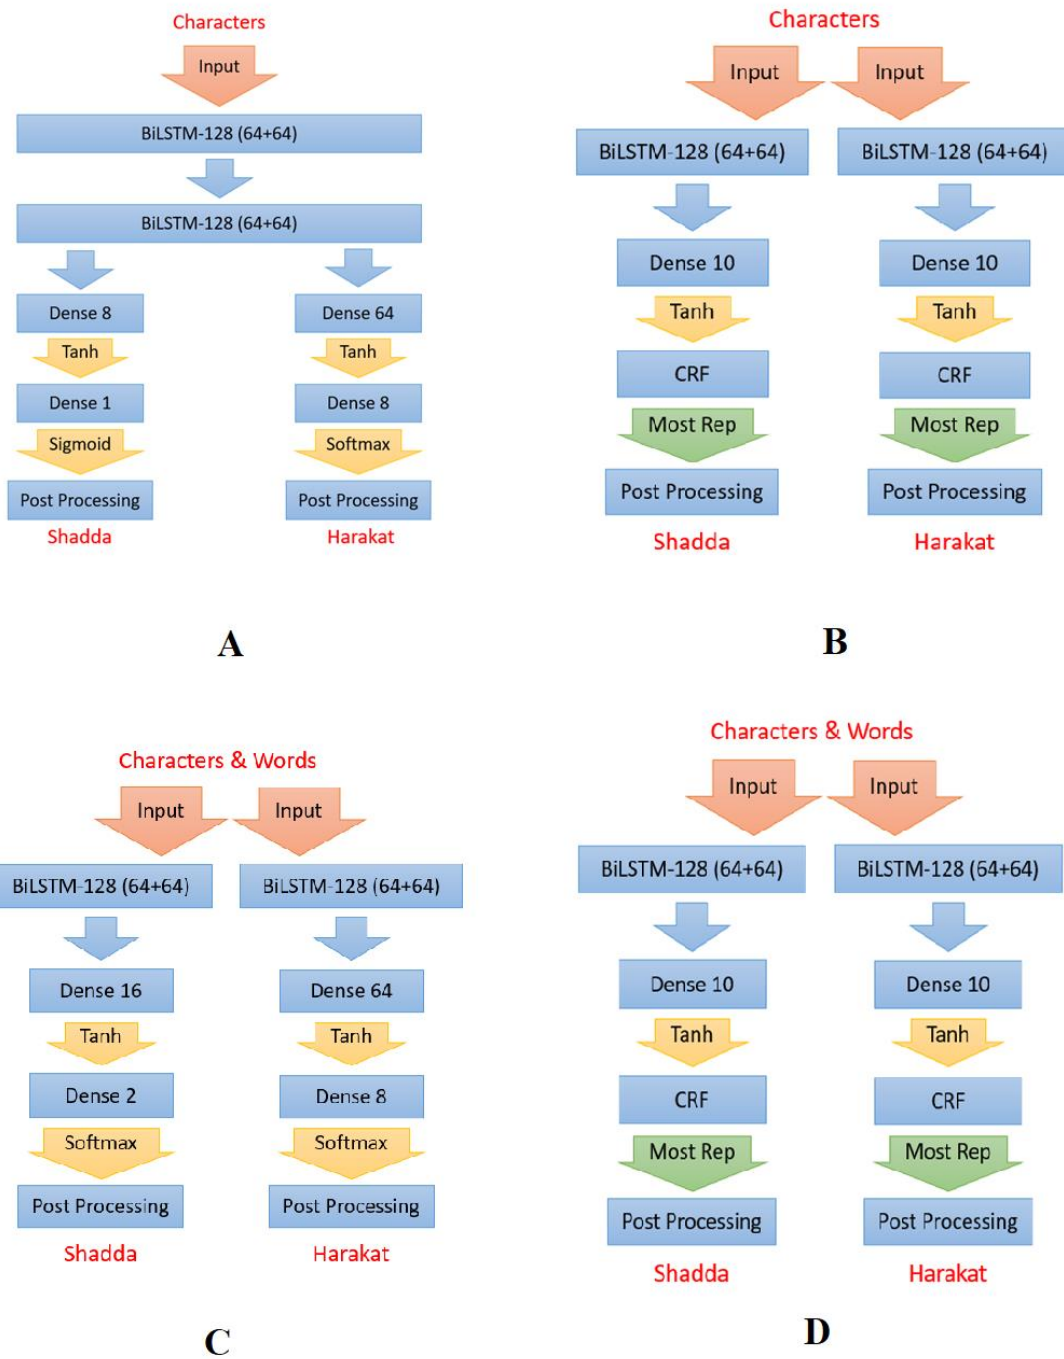 Characters
Input
BiLSTM-128 (64+64)
BiLSTM-128 (64+64)
Dense 8
Tanh
Dense 1
Sigmoid
Post Processing
Shadda
Dense 64
Tanh
Dense 8
Softmax
Post Processing
Harakat
A
Characters
Input
BiLSTM-128 (64+64)
Dense 10
Tanh
CRF
Most Rep
Post Processing
Shadda
Input
BiLSTM-128 (64+64)
Dense 10
Tanh
CRF
Most Rep
Post Processing
Harakat
B
Characters & Words
Input
BiLSTM-128 (64+64)
Dense 16
Tanh
Dense 2
Softmax
Post Processing
Shadda
Input
BiLSTM-128 (64+64)
Dense 64
Tanh
Dense 8
Softmax
Post Processing
Harakat
C
Characters & Words
Input
BiLSTM-128 (64+64)
Dense 10
Tanh
CRF
Most Rep
Post Processing
Shadda
Input
BiLSTM-128 (64+64)
Dense 10
Tanh
CRF
Most Rep
Post Processing
Harakat
D